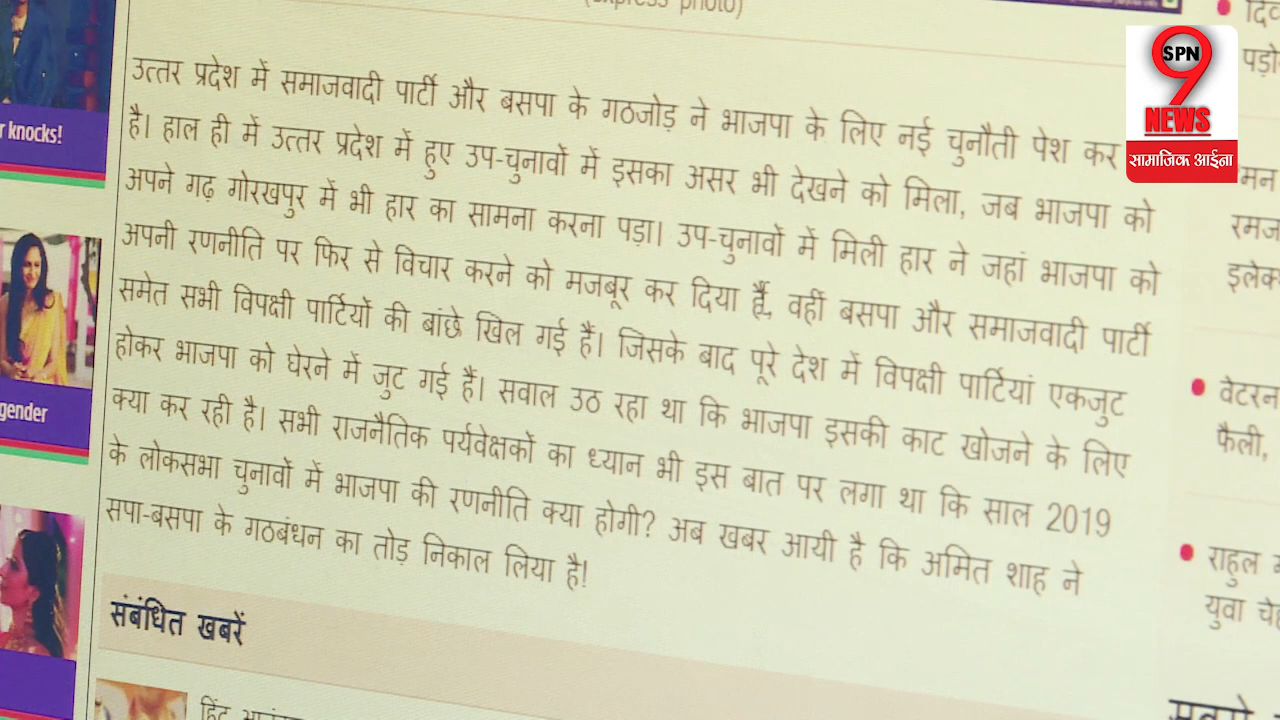 (express photo)
उत्तर प्रदेश में समाजवादी पार्टी और बसपा के गठजोड़ ने भाजपा के लिए नई चुनौती पेश कर
है। हाल ही में उत्तर प्रदेश में हुए उप-चुनावों में इसका असर भी देखने को मिला, जब भाजपा को
अपने गढ़ गोरखपुर में भी हार का सामना करना पड़ा। उप-चुनावों में मिली हार ने जहां भाजपा को
अपनी रणनीति पर फिर से विचार करने को मजबूर कर दिया है, वहीं बसपा और समाजवादी पार्टी
समेत सभी विपक्षी पार्टियों की बांछे खिल गई हैं। जिसके बाद पूरे देश में विपक्षी पार्टियां एकजुट
होकर भाजपा को घेरने में जुट गई हैं। सवाल उठ रहा था कि भाजपा इसकी काट खोजने के लिए
क्या कर रही है। सभी राजनैतिक पर्यवेक्षकों का ध्यान भी इस बात पर लगा था कि साल 2019
के लोकसभा चुनावों में भाजपा की रणनीति क्या होगी? अब खबर आयी है कि अमित शाह ने
सपा-बसपा के गठबंधन का तोड़ निकाल लिया है!
संबंधित खबरें
हिंद
knocks!
gender
SPN
9
NEWS
सामाजिक आईना
रमज
इलेक
वेटरन
फैली,
राहुल
युवा